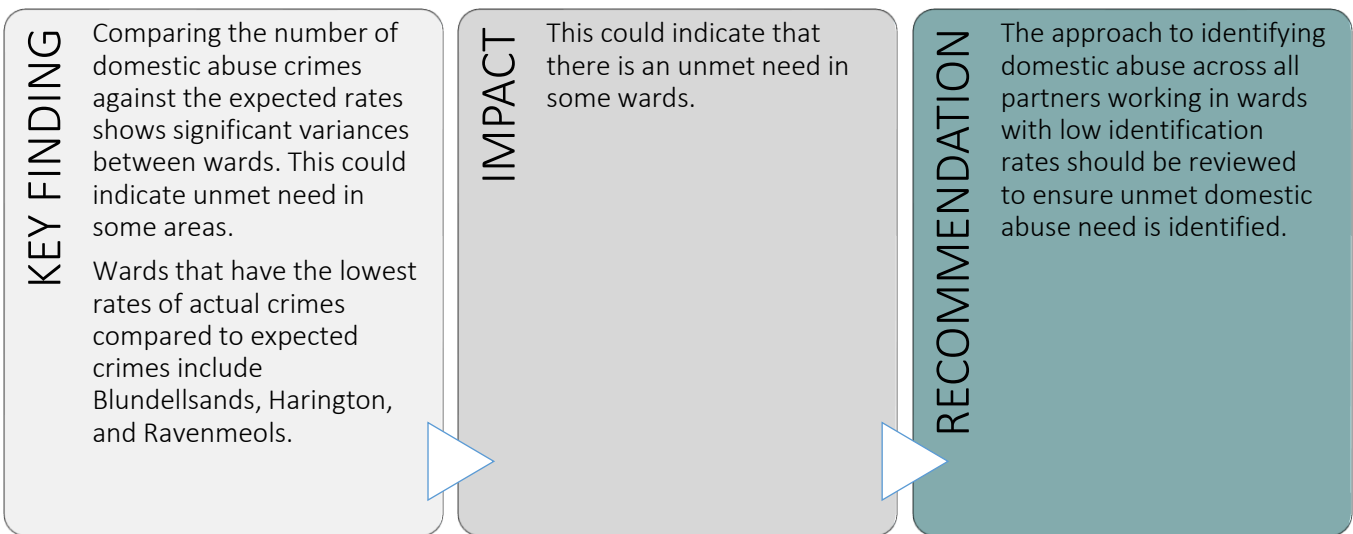 KEY FINDING
Comparing the number of
domestic abuse crimes
against the expected rates
shows significant variances
between wards. This could
indicate unmet need in
some areas.
Wards that have the lowest
rates of actual crimes
compared to expected
crimes include
Blundellsands, Harington,
and Ravenmeols.
IMPACT
This could indicate that
there is an unmet need in
some wards.
RECOMMENDATION
The approach to identifying
domestic abuse across all
partners working in wards
with low identification
rates should be reviewed
to ensure unmet domestic
abuse need is identified.